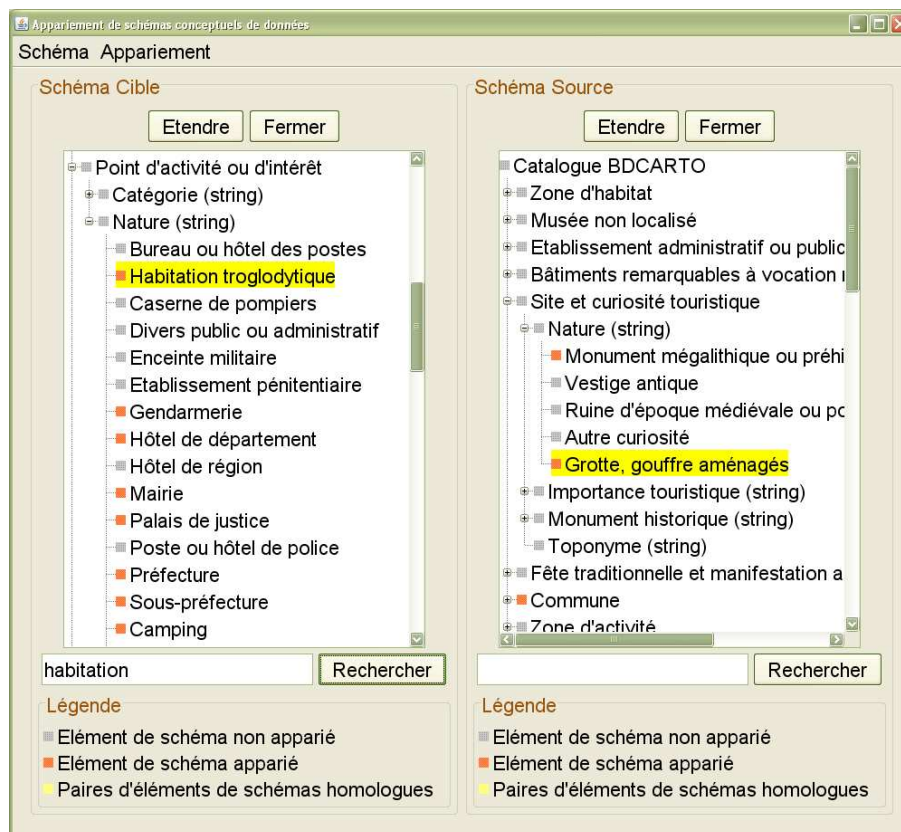 Appariement de schémas conceptuels de données
Schéma Appariement
Schéma Cible
Etendre Fermer
Point d'activité ou d'intérêt
Catégorie (string)
Nature (string)
Bureau ou hôtel des postes
Habitation troglodytique
Caserne de pompiers
Divers public ou administratif
Enceinte militaire
Etablissement pénitentiaire
Gendarmerie
Hôtel de département
Hôtel de région
Mairie
Palais de justice
Poste ou hôtel de police
Préfecture
Sous-préfecture
Camping
habitation Rechercher
Légende
Elément de schéma non apparié
Elément de schéma apparié
Paires d'éléments de schémas homologues
Schéma Source
Etendre Fermer
Catalogue BDCARTO
Zone d'habitat
Musée non localisé
Etablissement administratif ou public
Bâtiments remarquables à vocation
Site et curiosité touristique
Nature (string)
Monument mégalithique ou préhi
Vestige antique
Ruine d'époque médiévale ou po
Autre curiosité
Grotte, gouffre aménagés
Importance touristique (string)
Monument historique (string)
Toponyme (string)
Fête traditionnelle et manifestation a
Commune
Zone d'activité
Rechercher
Légende
Elément de schéma non apparié
Elément de schéma apparié
Paires d'éléments de schémas homologues